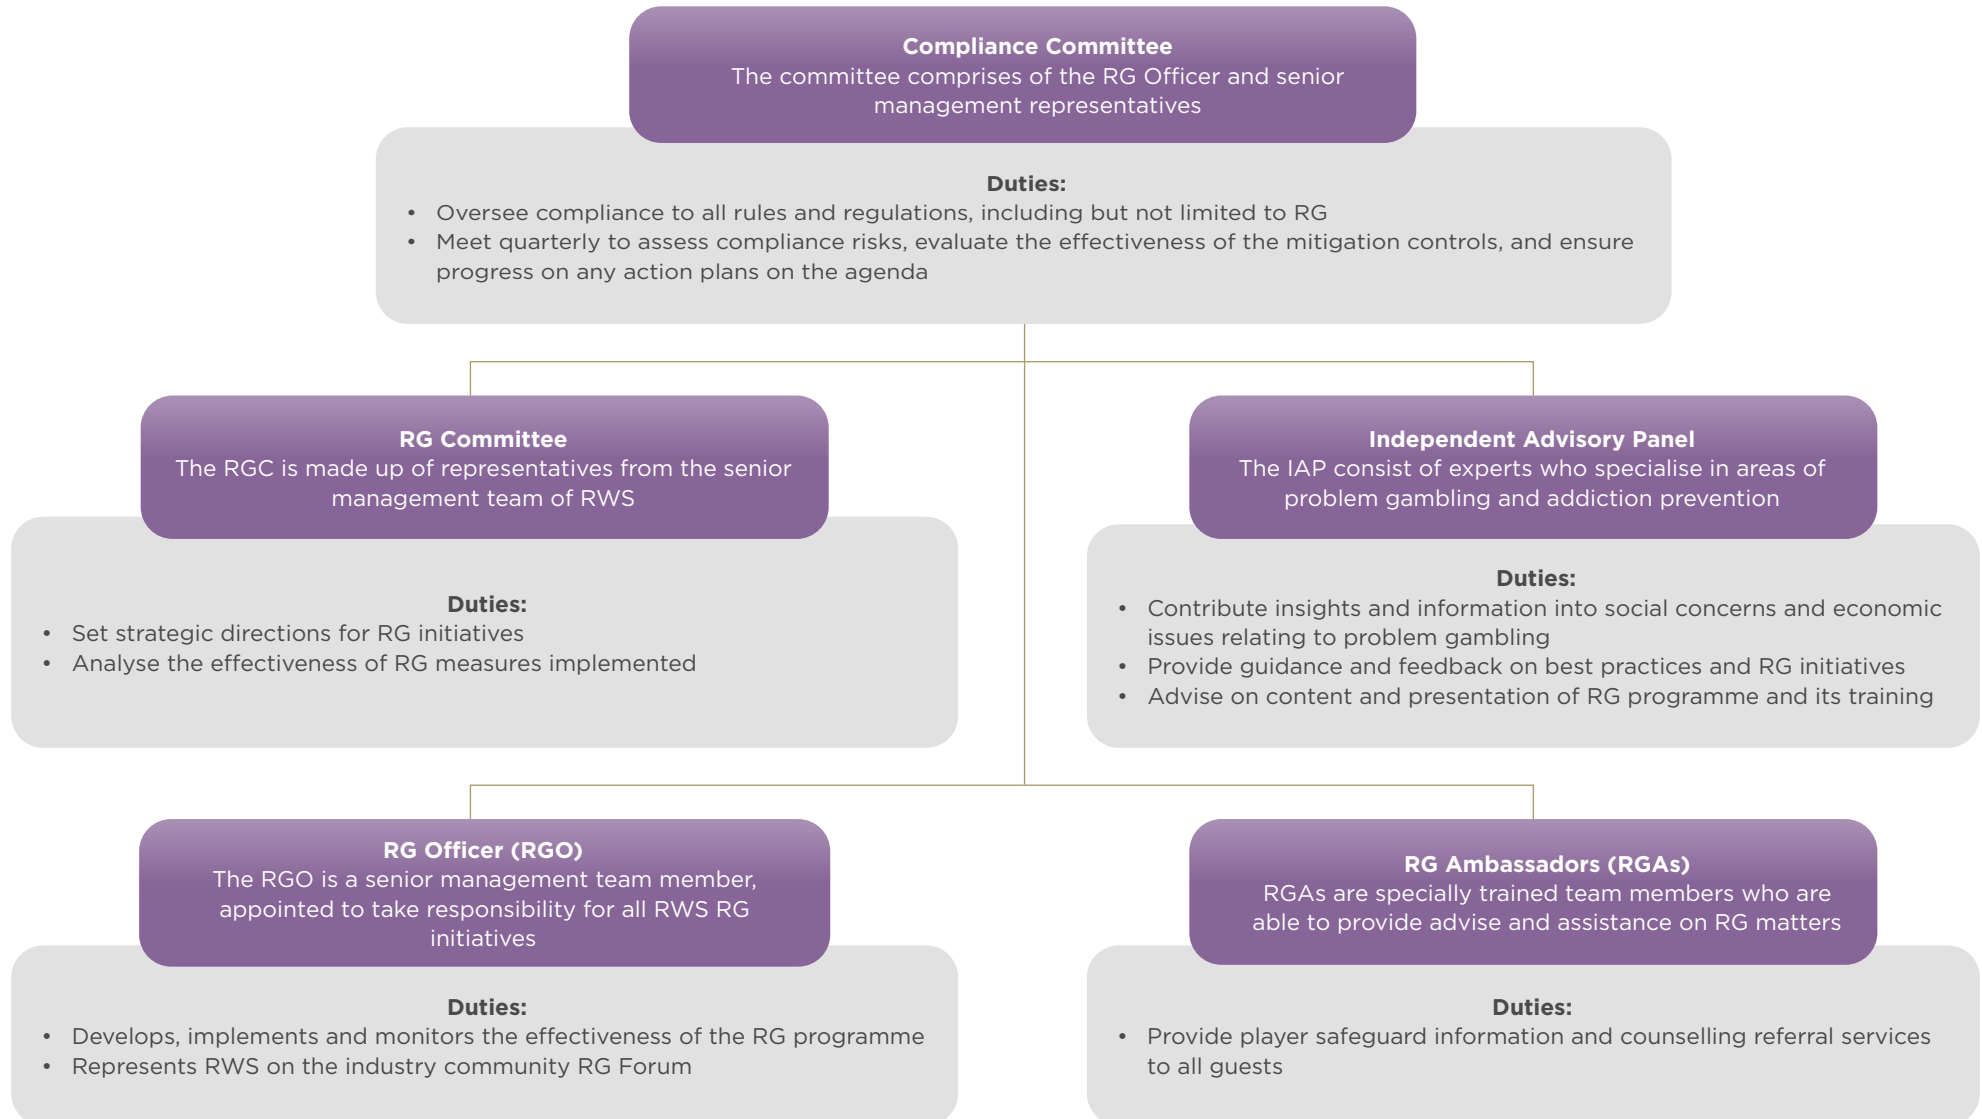 Compliance Committee
The committee comprises of the RG Officer and senior
management representatives
Duties:
• Oversee compliance to all rules and regulations, including but not limited to RG
• Meet quarterly to assess compliance risks, evaluate the effectiveness of the mitigation controls, and ensure
progress on any action plans on the agenda
RG Committee
The RGC is made up of representatives from the senior
management team of RWS
Duties:
• Set strategic directions for RG initiatives
• Analyse the effectiveness of RG measures implemented
Independent Advisory Panel
The IAP consist of experts who specialise in areas of
problem gambling and addiction prevention
Duties:
• Contribute insights and information into social concerns and economic
issues relating to problem gambling
• Provide guidance and feedback on best practices and RG initiatives
• Advise on content and presentation of RG programme and its training
RG Officer (RGO)
The RGO is a senior management team member,
appointed to take responsibility for all RWS RG
initiatives
Duties:
• Develops, implements and monitors the effectiveness of the RG programme
• Represents RWS on the industry community RG Forum
RG Ambassadors (RGAs)
RGAs are specially trained team members who are
able to provide advise and assistance on RG matters
Duties:
• Provide player safeguard information and counselling referral services
to all guests